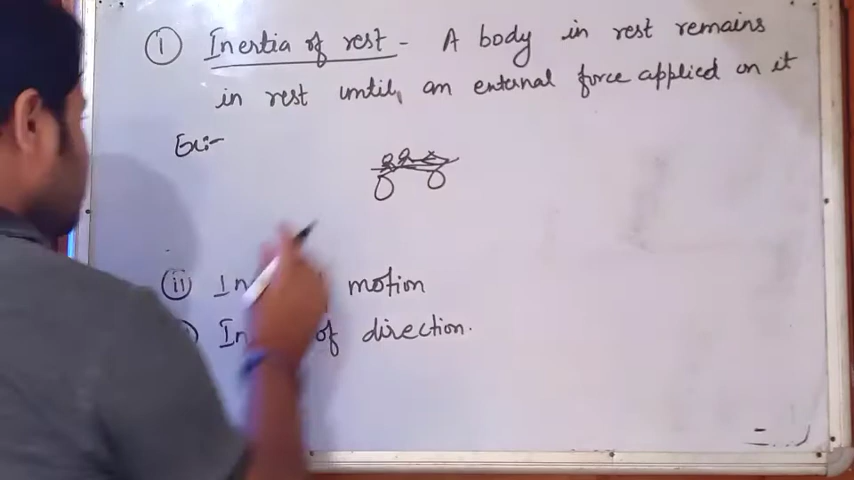 (i) Inertia of rest - A body in rest remains
in rest until, an external force applied on it
Ex:-
(ii) In motion
In of direction.